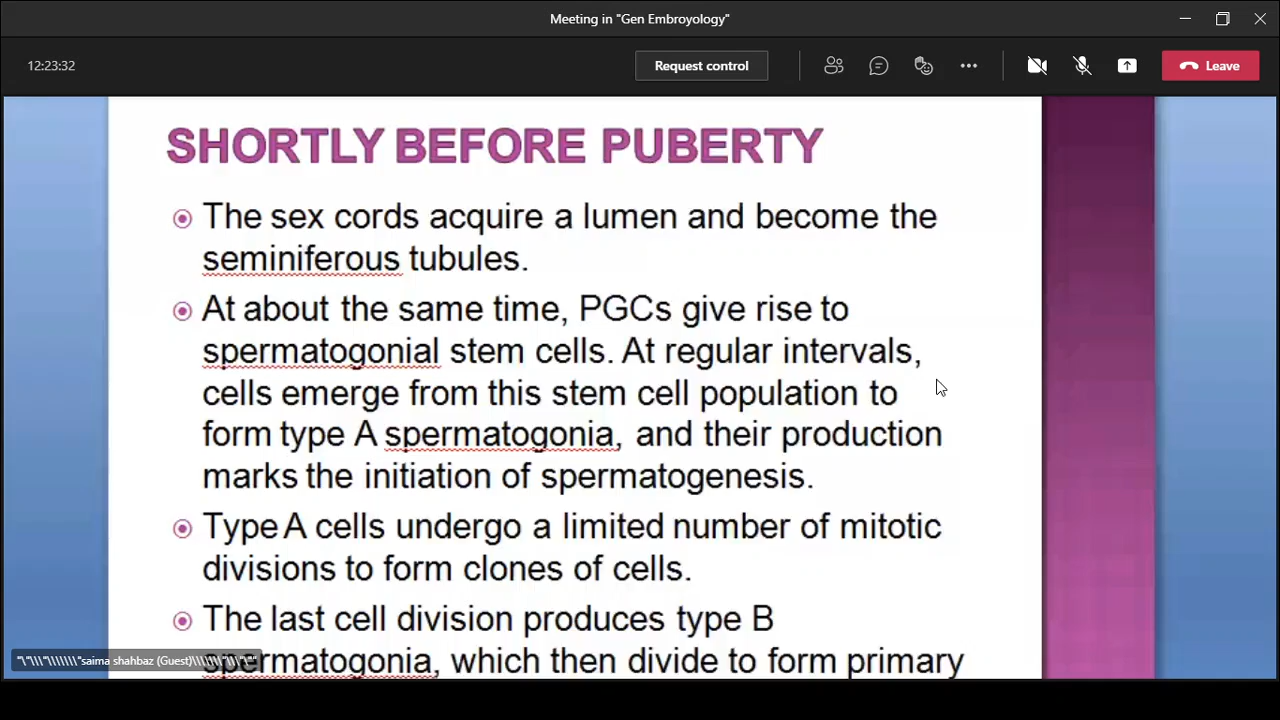 Meeting in "Gen Embroyology"
12:23:32
Request control
Leave
SHORTLY BEFORE PUBERTY
The sex cords acquire a lumen and become the
seminiferous tubules.
At about the same time, PGCs give rise to
spermatogonial stem cells. At regular intervals,
cells emerge from this stem cell population to
form type A spermatogonia, and their production
marks the initiation of spermatogenesis.
Type A cells undergo a limited number of mitotic
divisions to form clones of cells.
The last cell division produces type B
spermatogonia, which then divide to form primary
saima shahbaz (Guest)